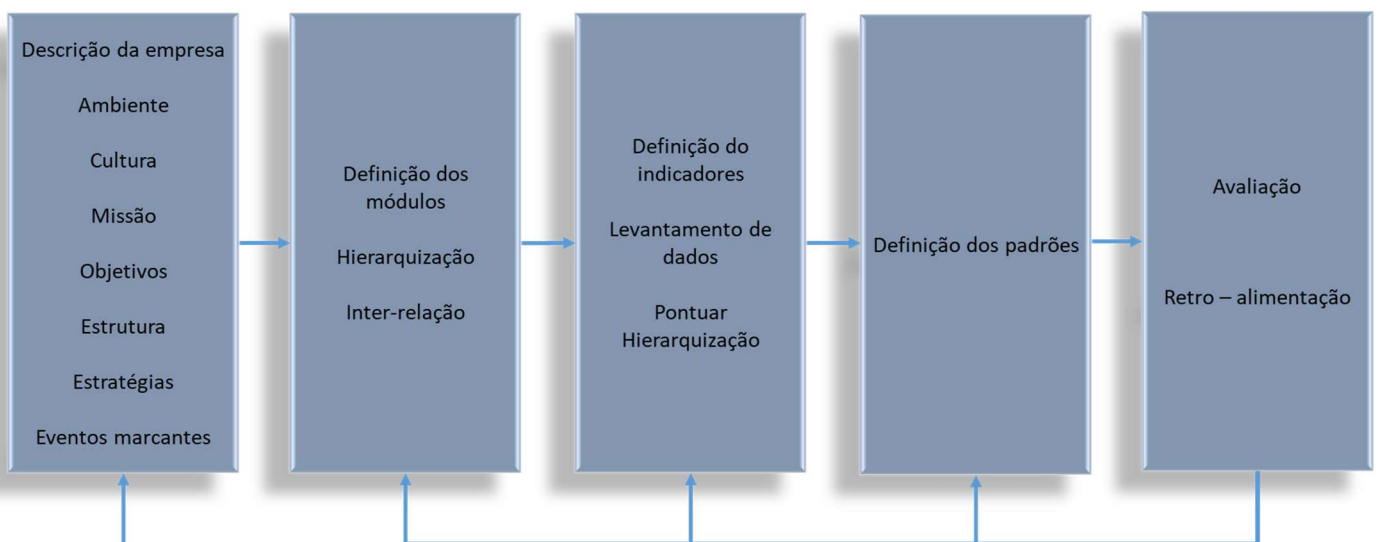 Descrição da empresa
Ambiente
Cultura
Missão
Objetivos
Estrutura
Estratégias
Eventos marcantes
Definição dos
módulos
Hierarquização
Inter-relação
Definição do
indicadores
Levantamento de
dados
Pontuar
Hierarquização
Definição dos padrões
Avaliação
Retro – alimentação